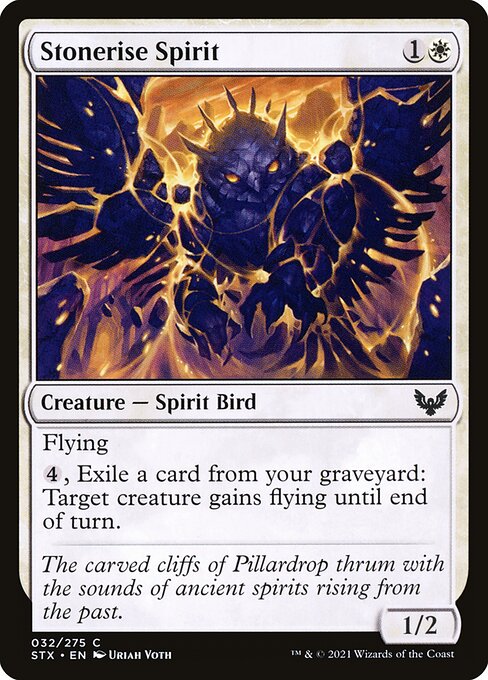 Stonerise Spirit 1
Creature — Spirit Bird
Flying
4, Exile a card from your graveyard:
Target creature gains flying until end
of turn.
The carved cliffs of Pillardrop thrum with
the sounds of ancient spirits rising from
the past.
1/2
032/275 C
STX • EN Uriah Voth
™ & © 2021 Wizards of the Coast